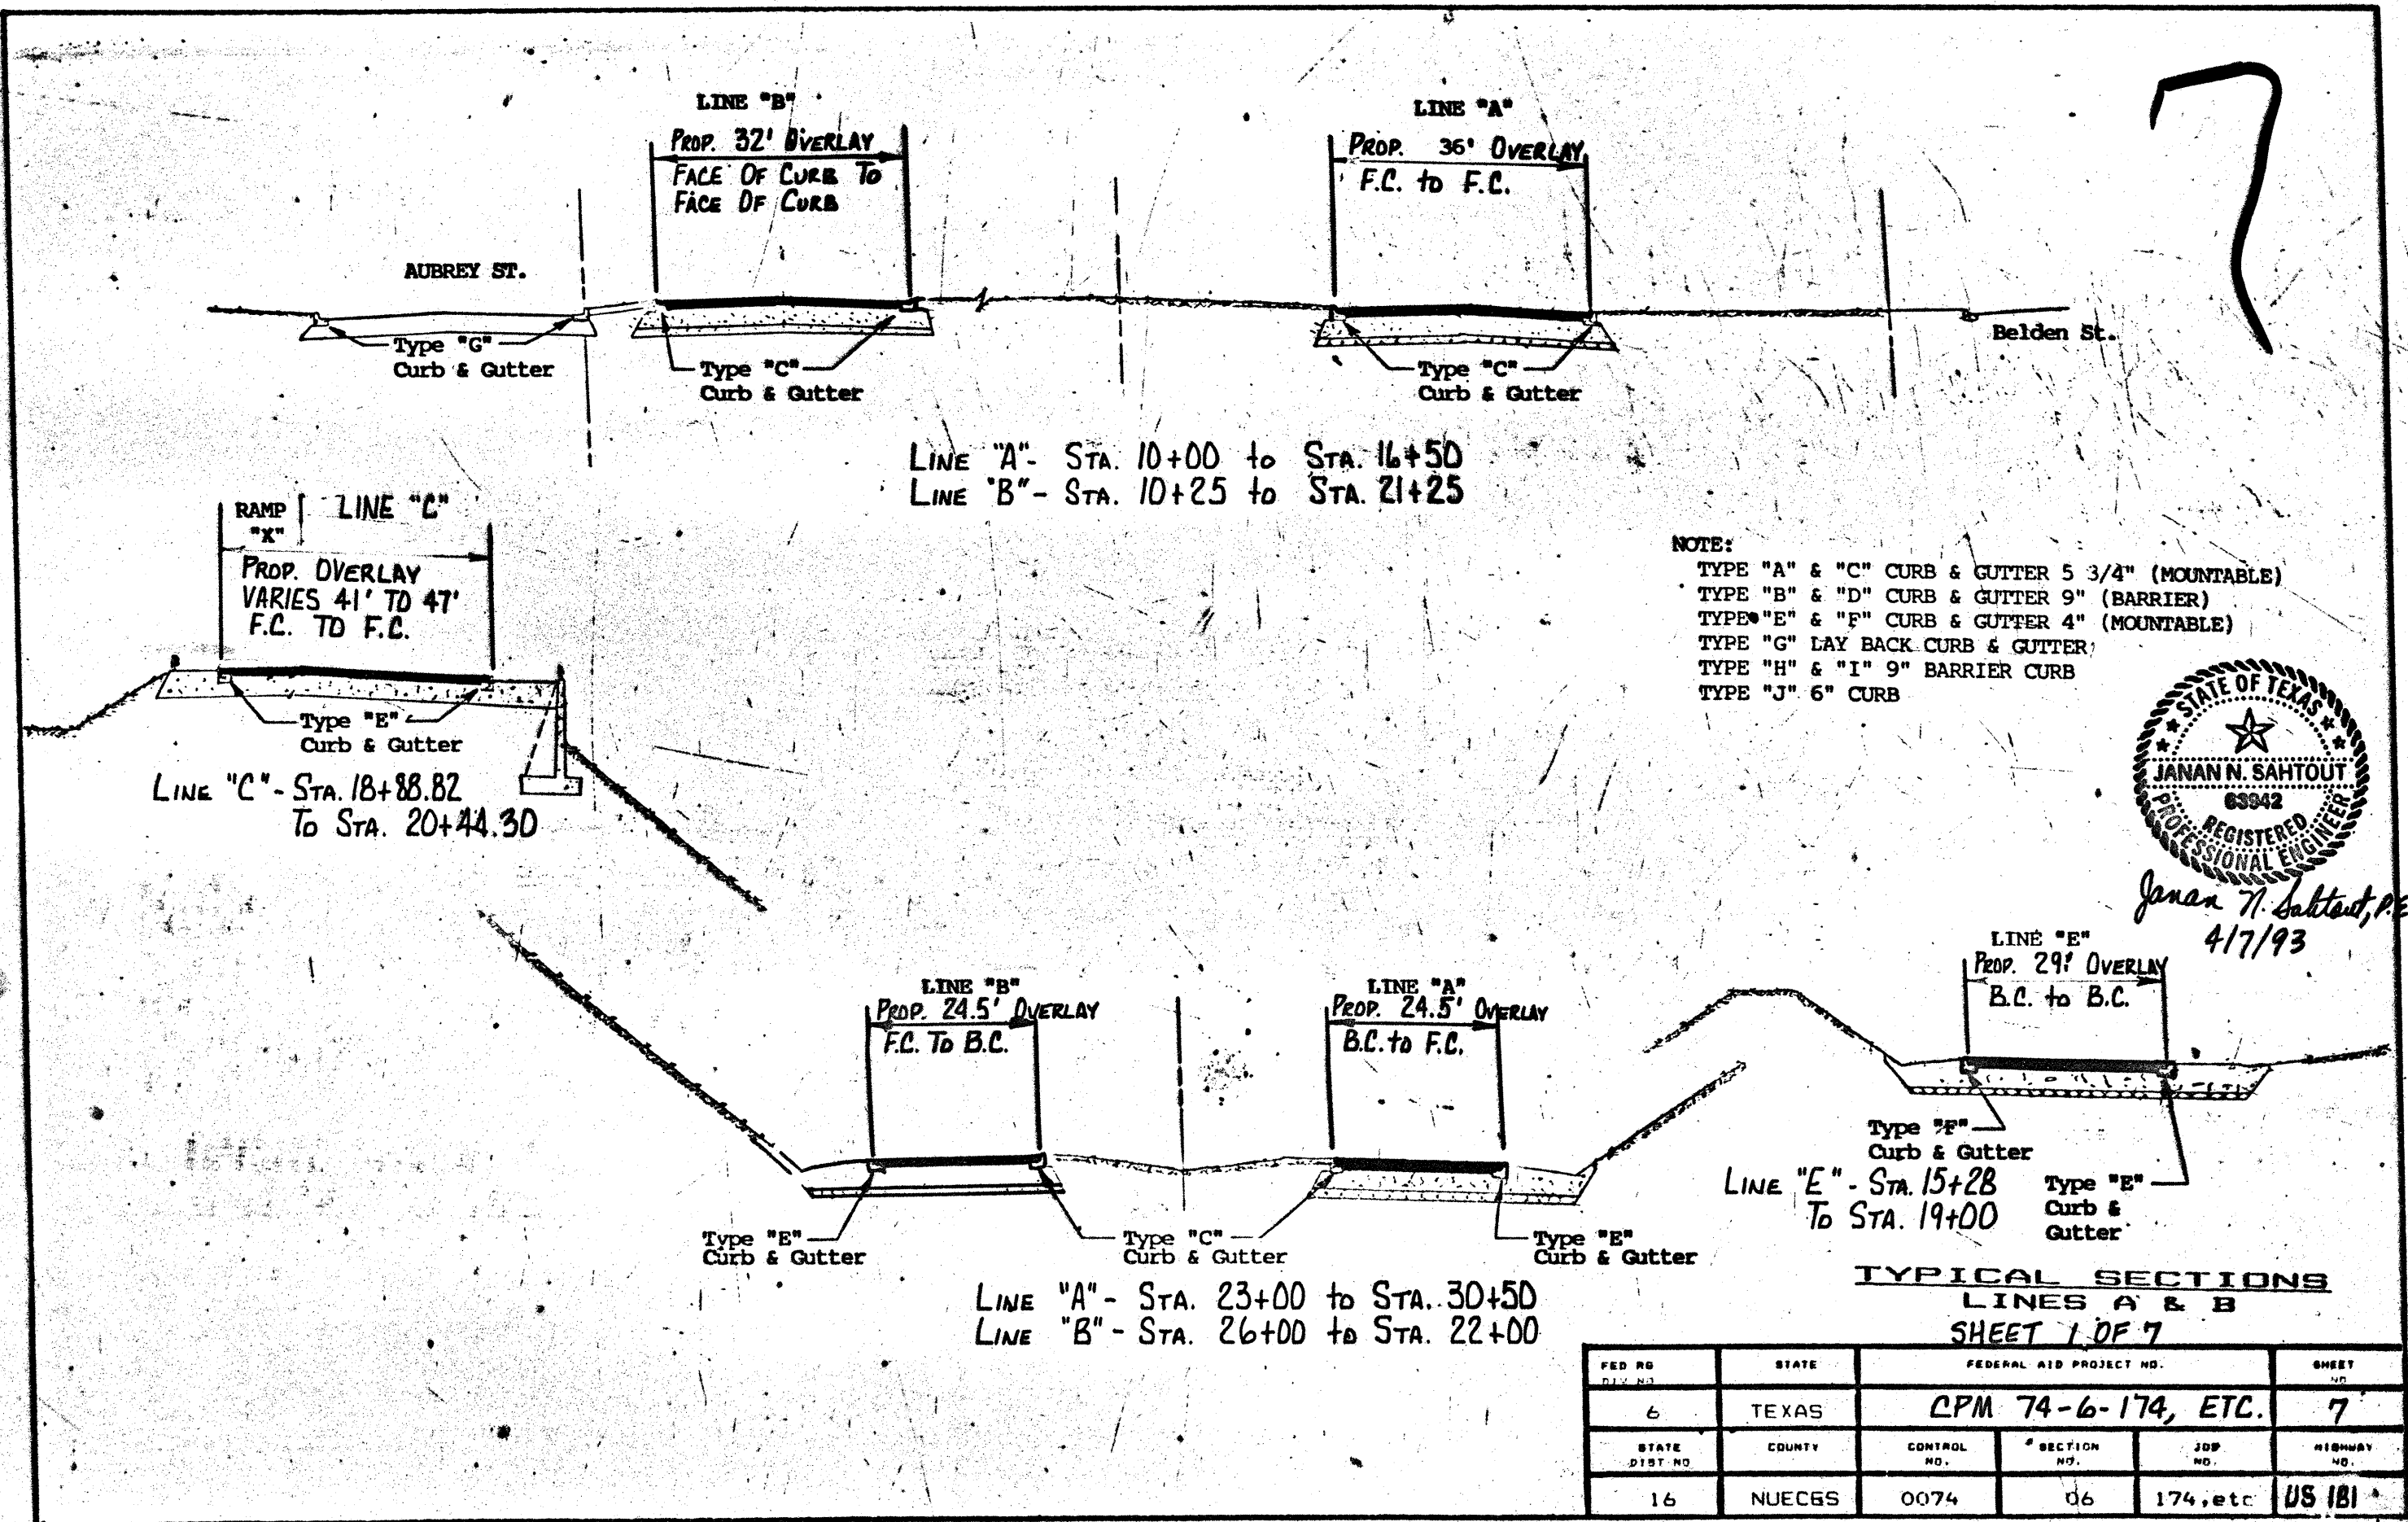 7
LINE "B"
PROP. 32' OVERLAY
FACE OF CURB TO
FACE OF CURB
LINE "A"
PROP. 36' OVERLAY
F.C. to F.C.
AUBREY ST.
Type "G"
Curb & Gutter
Type "C"
Curb & Gutter
Type "C"
Curb & Gutter
Belden St.
LINE "A"- STA. 10+00 to STA. 16+50
LINE "B"- STA. 10+25 to STA. 21+25
RAMP
"X"
LINE "C"
PROP. OVERLAY
VARIES 41' TO 47'
F.C. TO F.C.
Type "E"
Curb & Gutter
LINE "C"- STA. 18+88.82
TO STA. 20+44.30
NOTE:
TYPE "A" & "C" CURB & GUTTER 5 3/4" (MOUNTABLE)
TYPE "B" & "D" CURB & GUTTER 9" (BARRIER)
TYPE "E" & "F" CURB & GUTTER 4" (MOUNTABLE)
TYPE "G" LAY BACK CURB & GUTTER
TYPE "H" & "I" 9" BARRIER CURB
TYPE "J" 6" CURB
STATE OF TEXAS
JANAN N. SAHTOUT
63942
REGISTERED
PROFESSIONAL ENGINEER
Janan N. Sahtout, P.E
4/7/93
LINE "B"
PROP. 24.5' OVERLAY
F.C. TO B.C.
LINE "A"
PROP. 24.5' OVERLAY
B.C. to F.C.
LINE "E"
PROP. 29' OVERLAY
B.C. to B.C.
Type "E"
Curb & Gutter
Type "C"
Curb & Gutter
Type "E"
Curb & Gutter
Type "F"
Curb & Gutter
Type "E"
Curb &
Gutter
LINE "E"- STA. 15+28
TO STA. 19+00
LINE "A"- STA. 23+00 to STA. 30+50
LINE "B"- STA. 26+00 to STA. 22+00
TYPICAL SECTIONS
LINES A & B
SHEET 1 OF 7
FED RG
DIV NO
STATE
FEDERAL AID PROJECT NO.
SHEET
NO
6
TEXAS
CPM 74-6-174, ETC.
7
STATE
DIST NO
COUNTY
CONTROL
NO.
SECTION
NO.
JOB
NO.
HIGHWAY
NO.
16
NUECES
0074
06
174,etc
US 181